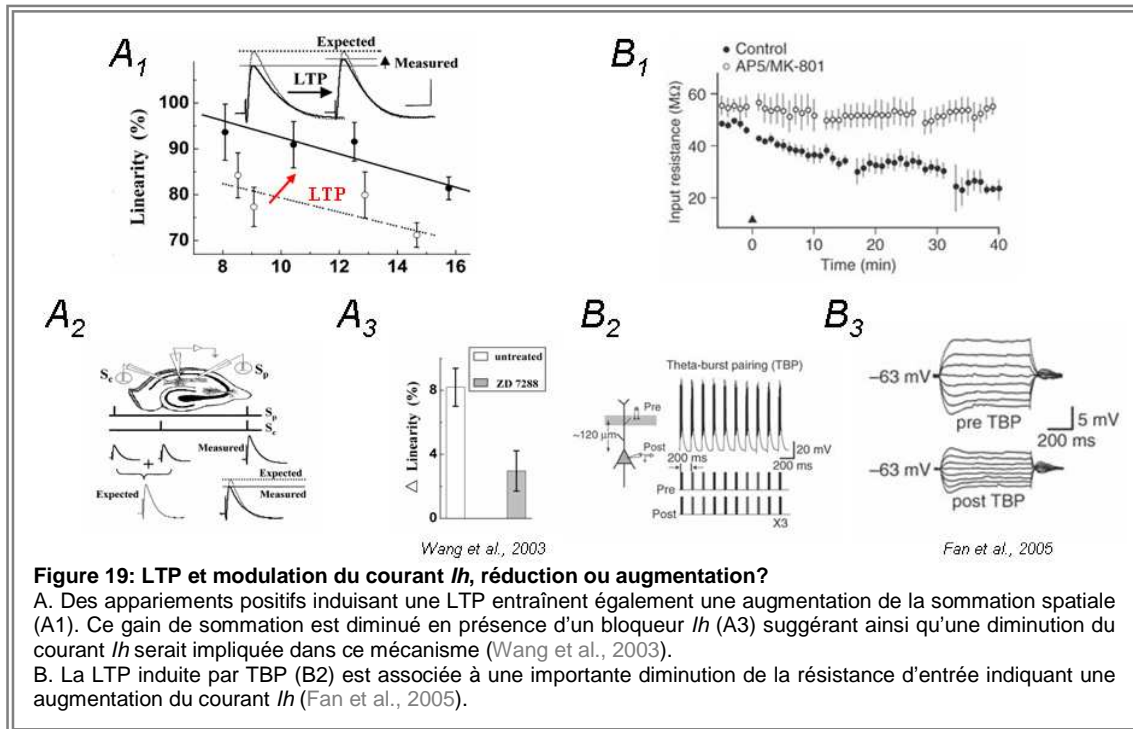 A1
Expected
Measured
LTP
LTP
Linearity (%)
100
90
80
70
8
10
12
14
16
B1
Control
AP5/MK-801
Input resistance (MΩ)
60
40
20
0
10
20
30
40
Time (min)
A2
Sc
Sp
Sp
Sc
Measured
+
Expected
Expected
Measured
A3
untreated
ZD 7288
Δ Linearity (%)
8
4
0
Wang et al., 2003
B2
Theta-burst pairing (TBP)
Pre
~120 µm
Post
20 mV
200 ms
200 ms
Pre
Post
X3
B3
–63 mV
pre TBP
5 mV
200 ms
–63 mV
post TBP
Fan et al., 2005
Figure 19: LTP et modulation du courant Ih, réduction ou augmentation?
A. Des appariements positifs induisant une LTP entraînent également une augmentation de la sommation spatiale
(A1). Ce gain de sommation est diminué en présence d’un bloqueur Ih (A3) suggérant ainsi qu’une diminution du
courant Ih serait impliquée dans ce mécanisme (Wang et al., 2003).
B. La LTP induite par TBP (B2) est associée à une importante diminution de la résistance d’entrée indiquant une
augmentation du courant Ih (Fan et al., 2005).